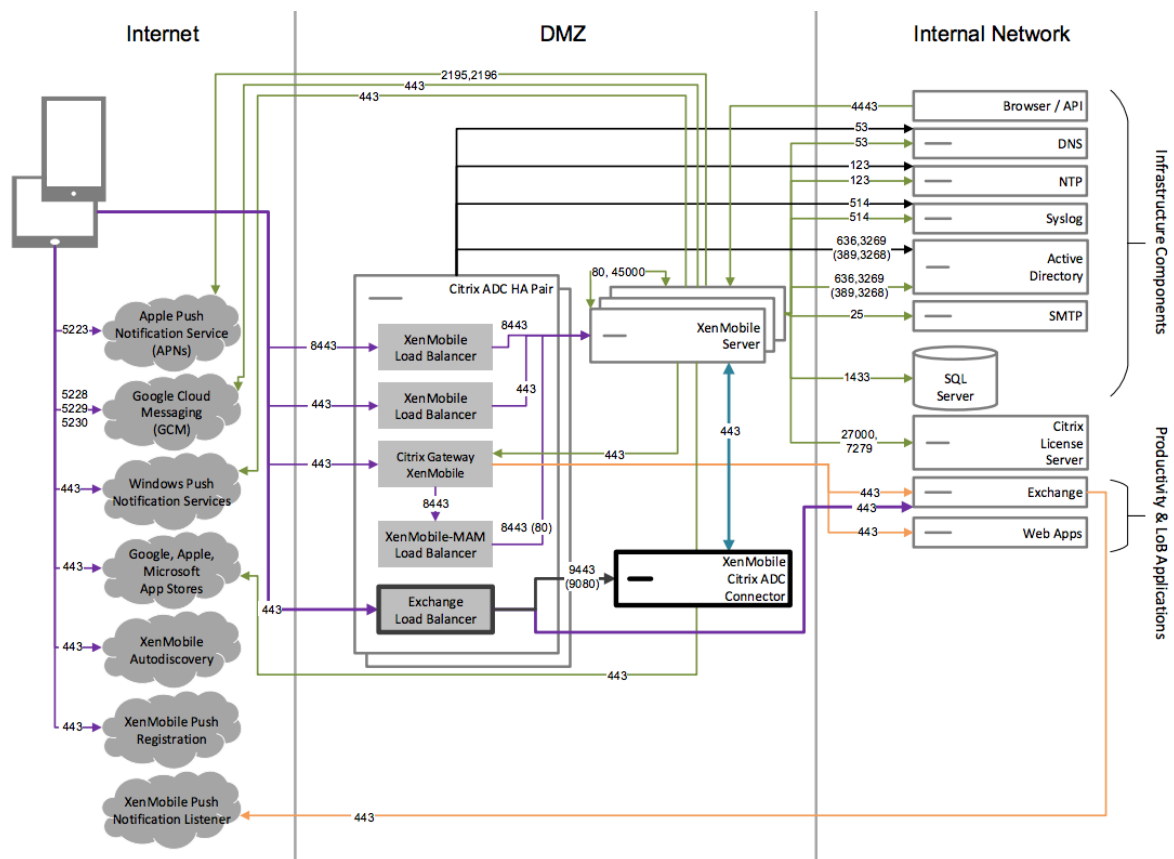 Internet
DMZ
Internal Network
2195,2196
443
443
4443
Browser / API
53
53
DNS
123
123
NTP
514
514
Syslog
636,3269
(389,3268)
636,3269
(389,3268)
Active
Directory
25
SMTP
1433
SQL
Server
27000,
7279
Citrix
License
Server
443
443
Exchange
443
Web Apps
Infrastructure Components
Productivity & LoB Applications
80, 45000
Citrix ADC HA Pair
XenMobile
Server
8443
XenMobile
Load Balancer
8443
443
XenMobile
Load Balancer
443
443
Citrix Gateway
XenMobile
443
8443
XenMobile-MAM
Load Balancer
8443 (80)
443
Exchange
Load Balancer
9443
(9080)
443
XenMobile
Citrix ADC
Connector
443
5223
Apple Push
Notification Service
(APNs)
5228
5229
5230
Google Cloud
Messaging
(GCM)
443
Windows Push
Notification Services
443
Google, Apple,
Microsoft
App Stores
443
XenMobile
Autodiscovery
443
XenMobile Push
Registration
XenMobile Push
Notification Listener
443